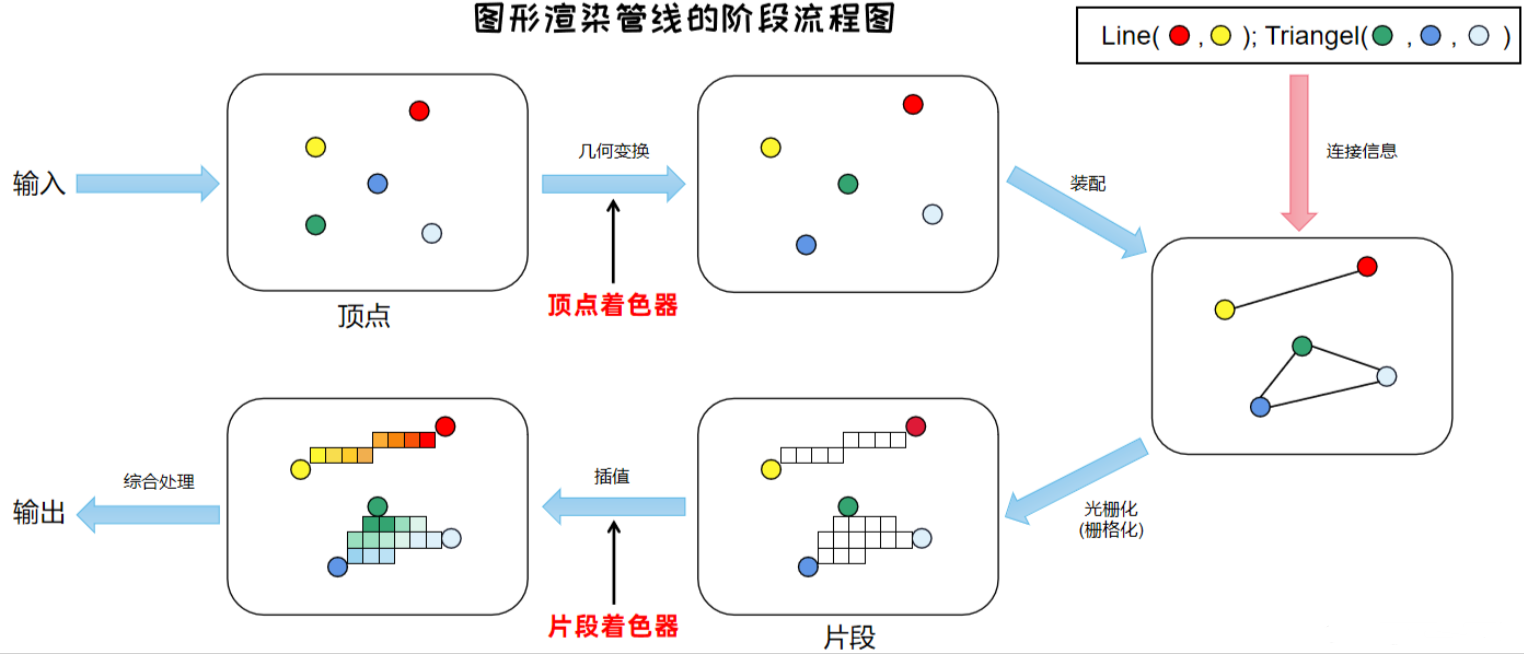 图形渲染管线的阶段流程图
Line( , ); Triangel( , , )
输入
几何变换
装配
连接信息
顶点着色器
顶点
输出
综合处理
插值
光栅化
(栅格化)
片段着色器
片段